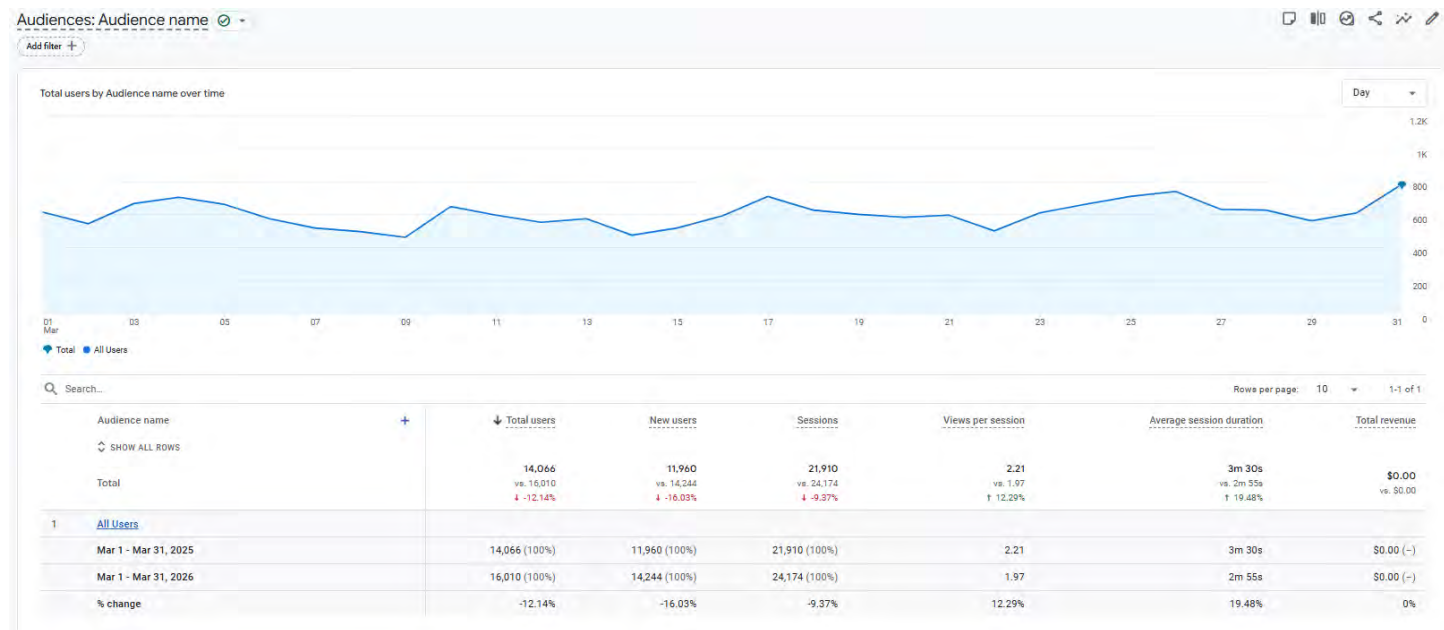 Audiences: Audience name
Add filter +
Total users by Audience name over time
Day
1.2K
1K
800
600
400
200
0
01 Mar 03 05 07 09 11 13 15 17 19 21 23 25 27 29 31
Total All Users
Search...
Rows per page: 10 1-1 of 1
Audience name + ↓ Total users New users Sessions Views per session Average session duration Total revenue
SHOW ALL ROWS
14,066 11,960 21,910 2.21 3m 30s $0.00
Total vs. 16,010 vs. 14,244 vs. 24,174 vs. 1.97 vs. 2m 55s vs. $0.00
↓ -12.14% ↓ -16.03% ↓ -9.37% ↑ 12.29% ↑ 19.48%
1 All Users
Mar 1 - Mar 31, 2025 14,066 (100%) 11,960 (100%) 21,910 (100%) 2.21 3m 30s $0.00 (–)
Mar 1 - Mar 31, 2026 16,010 (100%) 14,244 (100%) 24,174 (100%) 1.97 2m 55s $0.00 (–)
% change -12.14% -16.03% -9.37% 12.29% 19.48% 0%